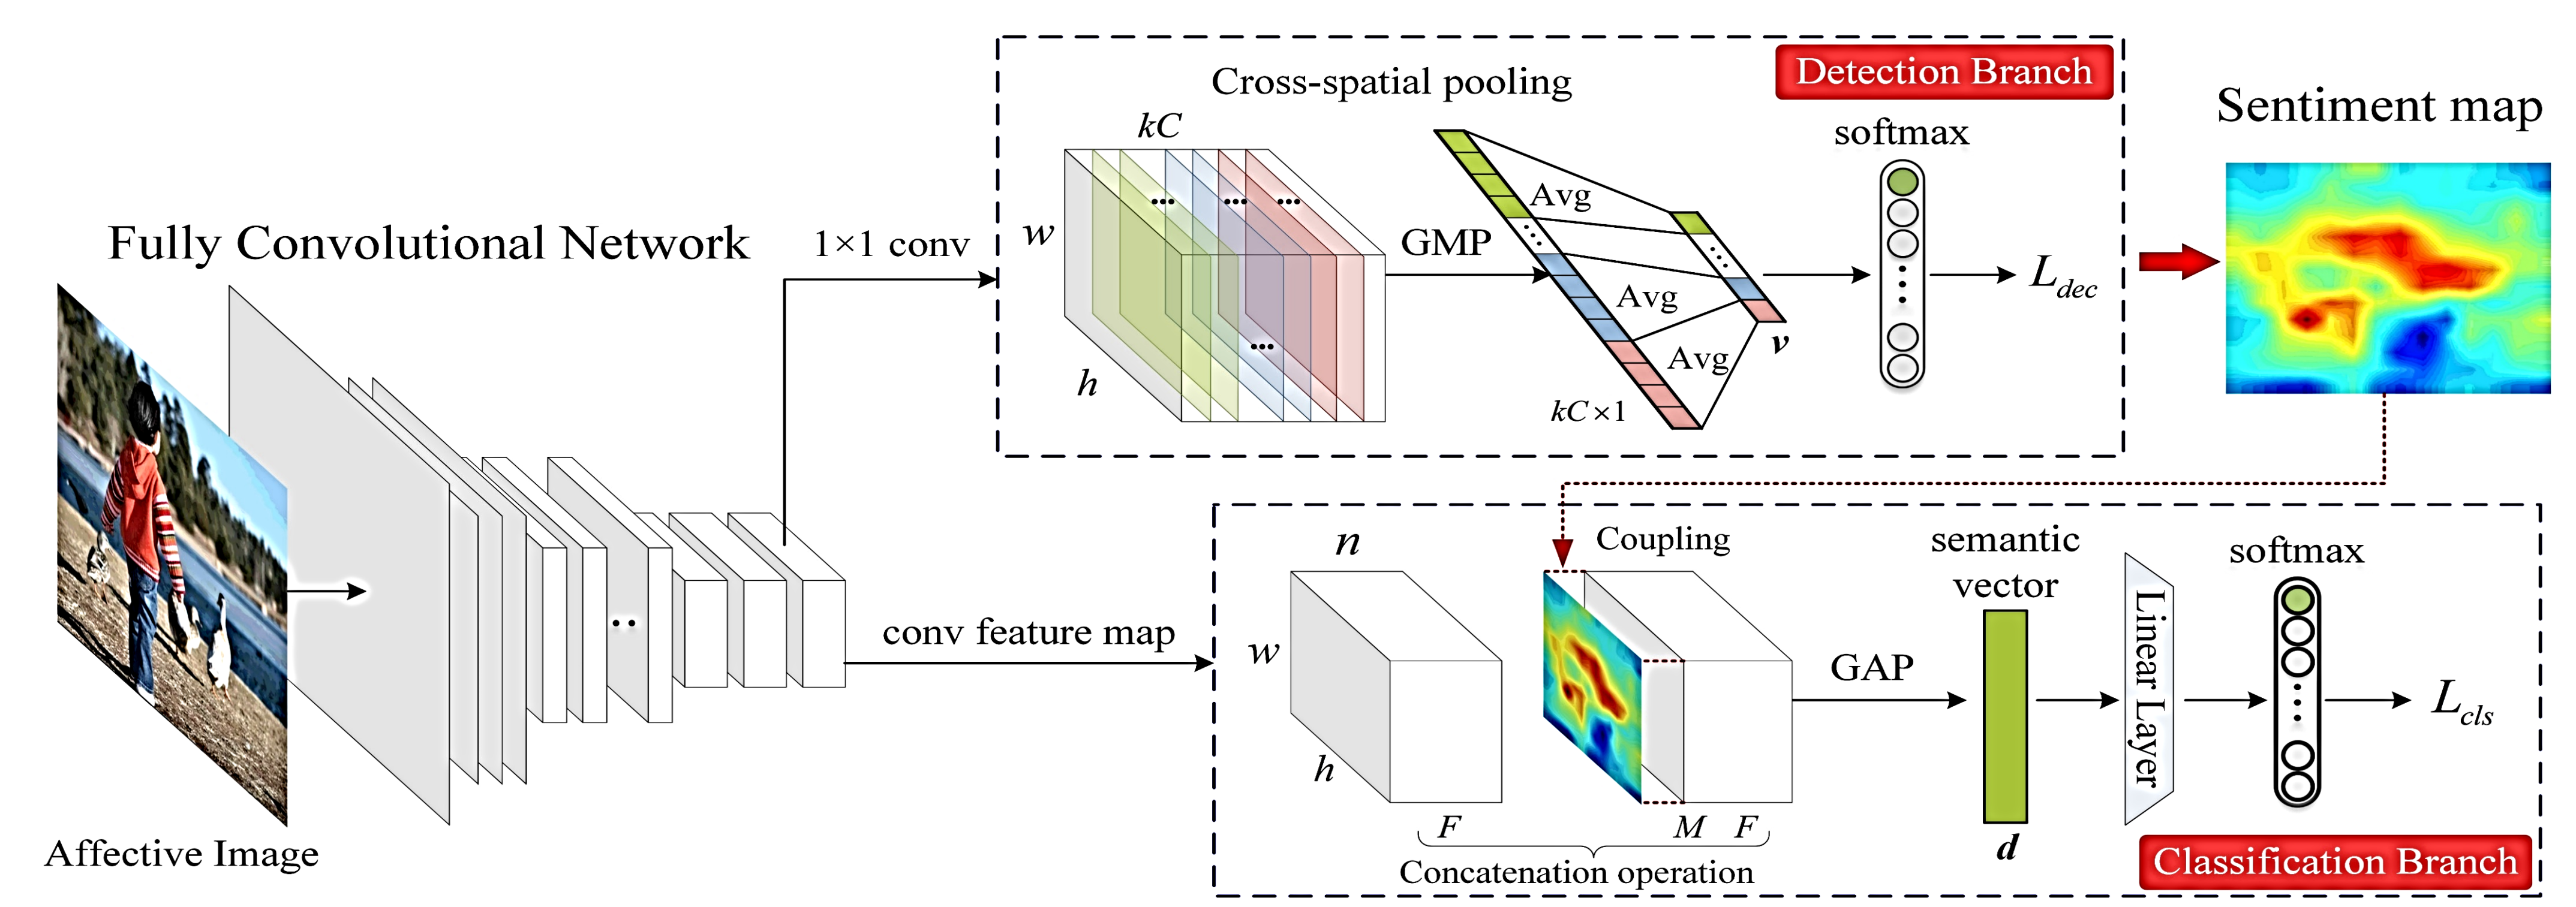 Cross-spatial pooling
Detection Branch
Sentiment map
kC
softmax
Fully Convolutional Network
1×1 conv
w
GMP
Avg
Avg
Avg
L_dec
v
h
kC×1
Affective Image
conv feature map
n
Coupling
semantic
vector
softmax
w
GAP
Linear Layer
L_cls
h
F
M F
d
Concatenation operation
Classification Branch